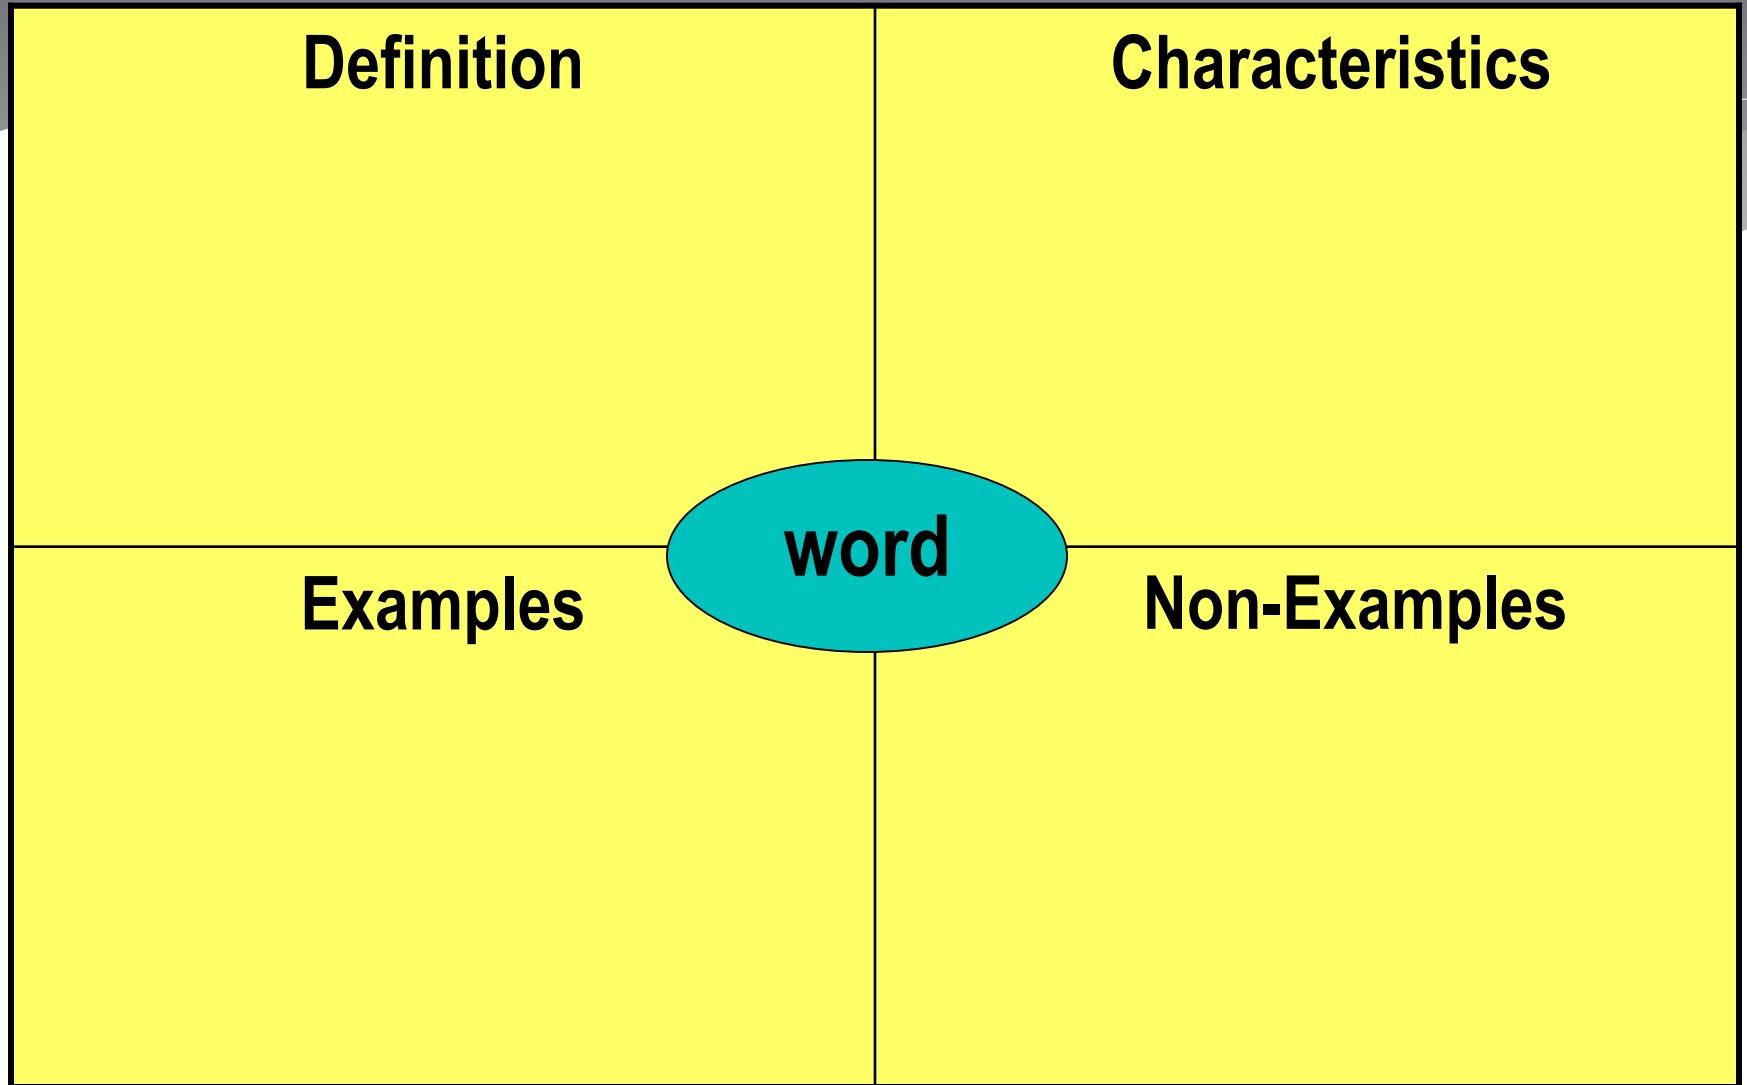 Definition
Characteristics
word
Examples
Non-Examples